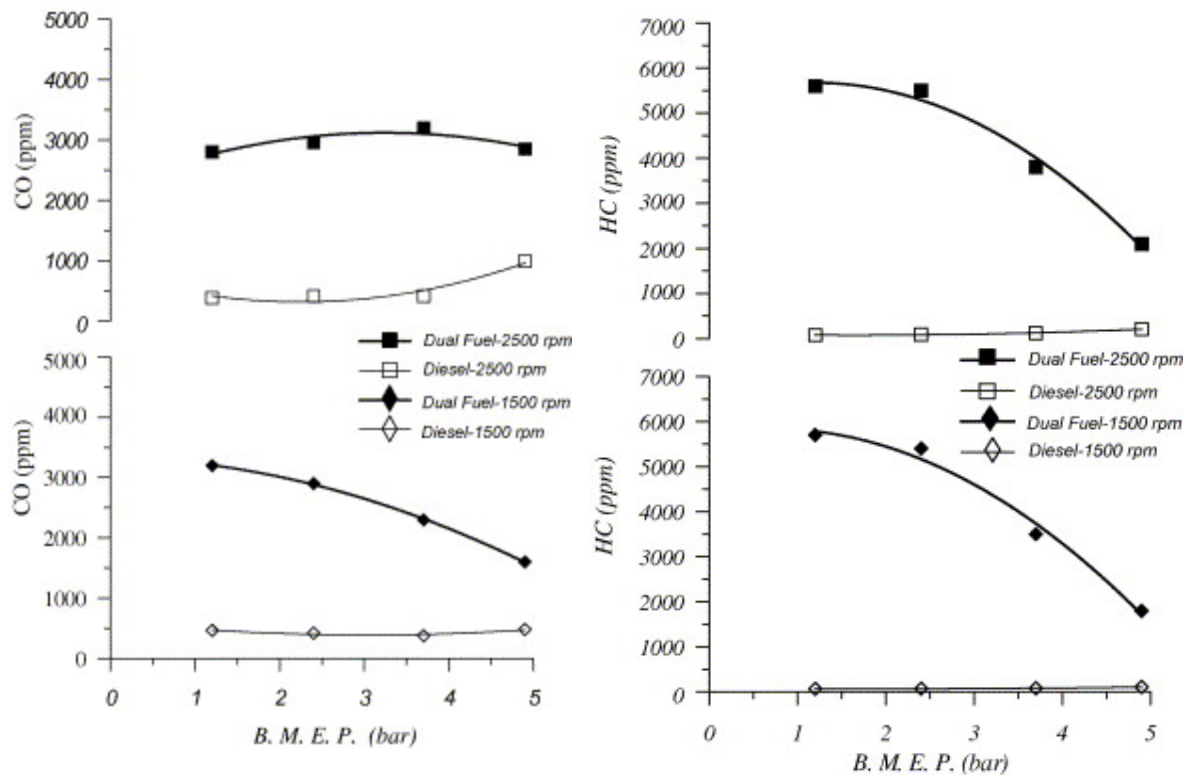 5000
4000
3000
2000
1000
0
CO (ppm)
Dual Fuel-2500 rpm
Diesel-2500 rpm
Dual Fuel-1500 rpm
Diesel-1500 rpm
5000
4000
3000
2000
1000
0
CO (ppm)
0 1 2 3 4 5
B. M. E. P. (bar)
7000
6000
5000
4000
3000
2000
1000
0
HC (ppm)
Dual Fuel-2500 rpm
Diesel-2500 rpm
Dual Fuel-1500 rpm
Diesel-1500 rpm
7000
6000
5000
4000
3000
2000
1000
0
HC (ppm)
0 1 2 3 4 5
B. M. E. P. (bar)